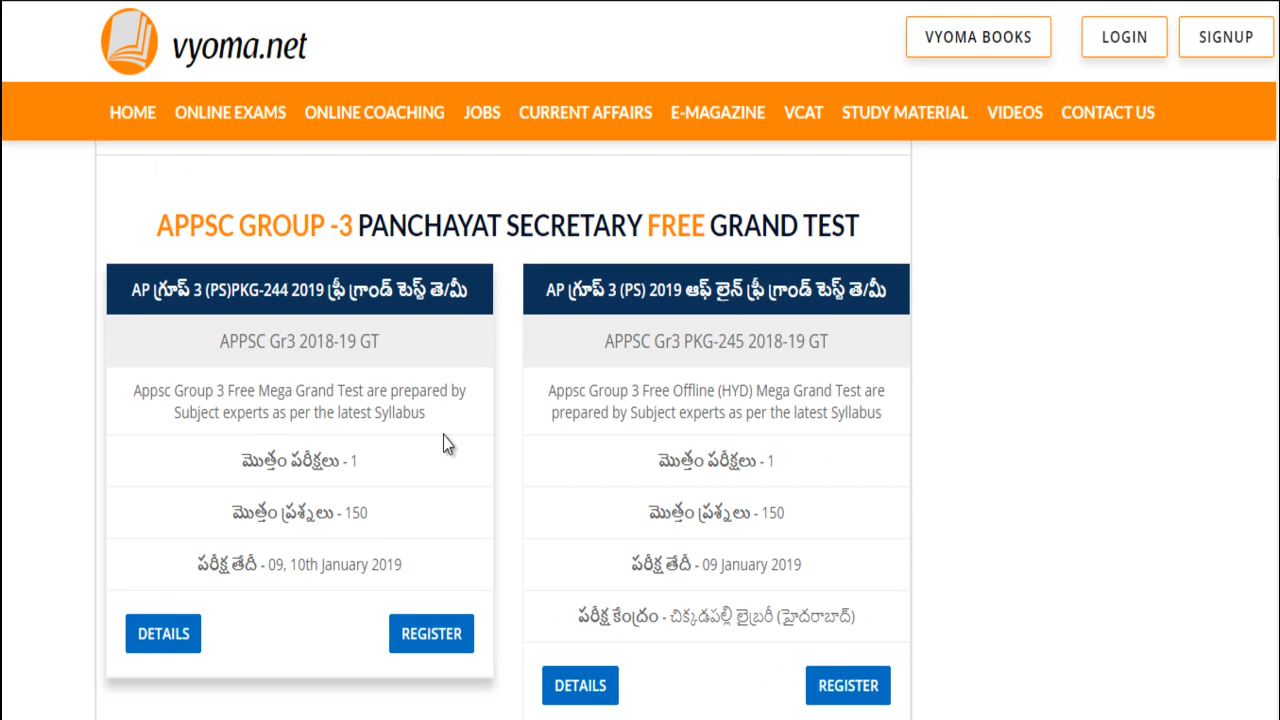 vyoma.net
VYOMA BOOKS
LOGIN
SIGNUP
HOME ONLINE EXAMS ONLINE COACHING JOBS CURRENT AFFAIRS E-MAGAZINE VCAT STUDY MATERIAL VIDEOS CONTACT US
APPSC GROUP -3 PANCHAYAT SECRETARY FREE GRAND TEST
AP గ్రూప్ 3 (PS)PKG-244 2019 ఫ్రీ గ్రాండ్ టెస్ట్ తె/మీ
APPSC Gr3 2018-19 GT
Appsc Group 3 Free Mega Grand Test are prepared by
Subject experts as per the latest Syllabus
మొత్తం పరీక్షలు - 1
మొత్తం ప్రశ్నలు - 150
పరీక్ష తేదీ - 09, 10th January 2019
DETAILS
REGISTER
AP గ్రూప్ 3 (PS) 2019 ఆఫ్ లైన్ ఫ్రీ గ్రాండ్ టెస్ట్ తె/మీ
APPSC Gr3 PKG-245 2018-19 GT
Appsc Group 3 Free Offline (HYD) Mega Grand Test are
prepared by Subject experts as per the latest Syllabus
మొత్తం పరీక్షలు - 1
మొత్తం ప్రశ్నలు - 150
పరీక్ష తేదీ - 09 January 2019
పరీక్ష కేంద్రం - చిక్కడపల్లి లైబ్రరీ (హైదరాబాద్)
DETAILS
REGISTER